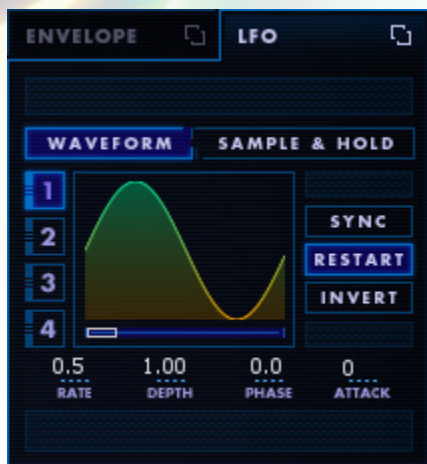 ENVELOPE
LFO
WAVEFORM
SAMPLE & HOLD
1
2
3
4
SYNC
RESTART
INVERT
0.5 1.00 0.0 0
RATE DEPTH PHASE ATTACK